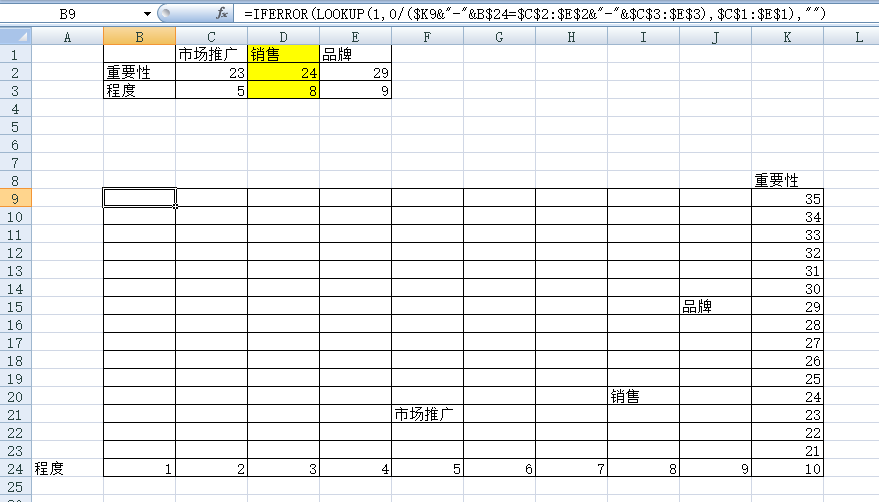 B9 fx =IFERROR(LOOKUP(1,0/($K9&"-"&B$24=$C$2:$E$2&"-"&$C$3:$E$3),$C$1:$E$1),"")
A B C D E F G H I J K L
1 市场推广 销售 品牌
2 重要性 23 24 29
3 程度 5 8 9
4
5
6
7
8 重要性
9 35
10 34
11 33
12 32
13 31
14 30
15 品牌 29
16 28
17 27
18 26
19 25
20 销售 24
21 市场推广 23
22 22
23 21
24 程度 1 2 3 4 5 6 7 8 9 10
25